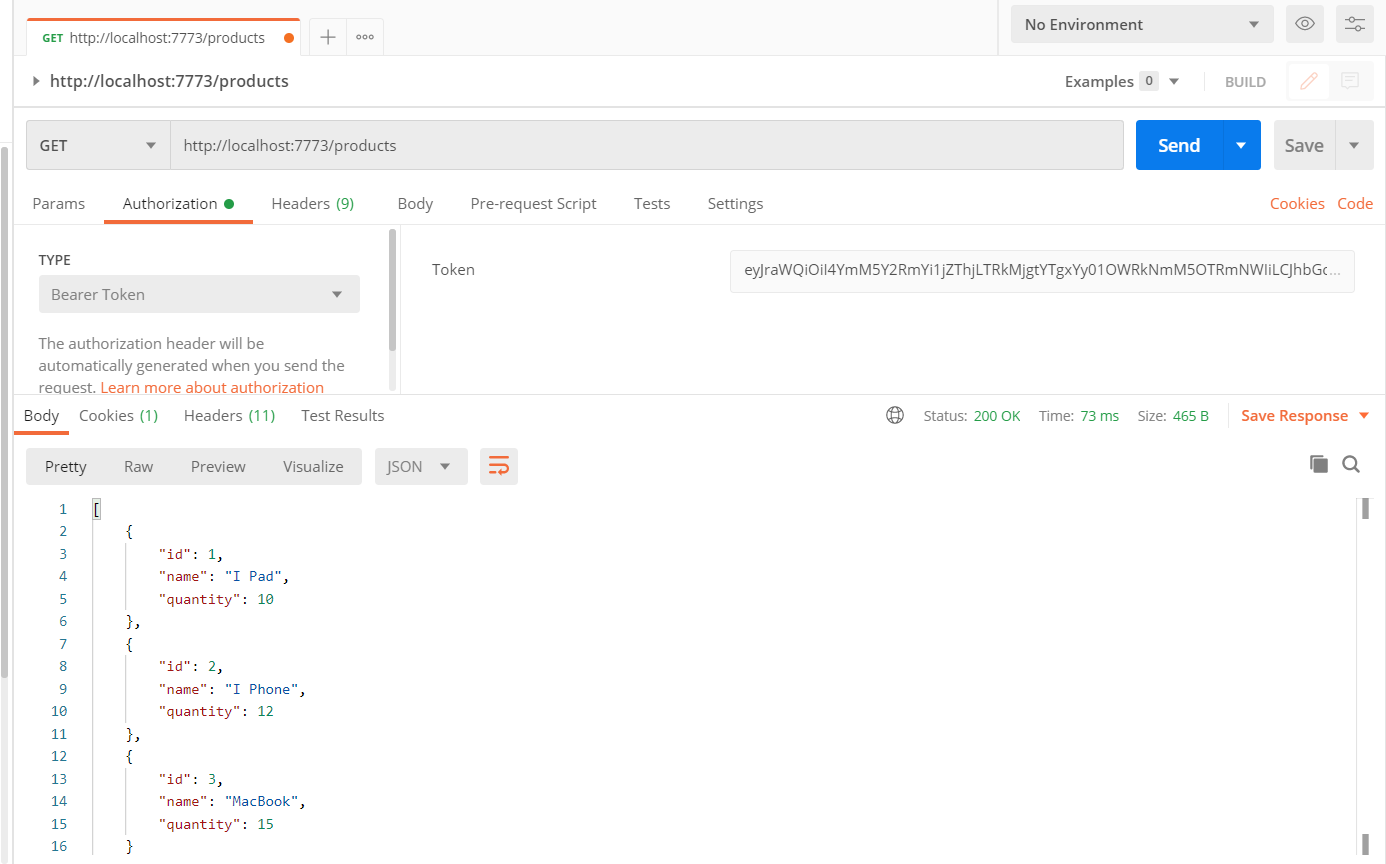 GET http://localhost:7773/products
No Environment
http://localhost:7773/products
Examples 0 BUILD
GET http://localhost:7773/products Send Save
Params Authorization Headers (9) Body Pre-request Script Tests Settings Cookies Code
TYPE
Bearer Token
The authorization header will be
automatically generated when you send the
request. Learn more about authorization
Token eyJraWQiOiI4YmM5Y2RmYi1jZThjLTRkMjgtYTgxYy01OWRkNmM5OTRmNWIiLCJhbGc...
Body Cookies (1) Headers (11) Test Results Status: 200 OK Time: 73 ms Size: 465 B Save Response
Pretty Raw Preview Visualize JSON
1 [
2 {
3 "id": 1,
4 "name": "I Pad",
5 "quantity": 10
6 },
7 {
8 "id": 2,
9 "name": "I Phone",
10 "quantity": 12
11 },
12 {
13 "id": 3,
14 "name": "MacBook",
15 "quantity": 15
16 }